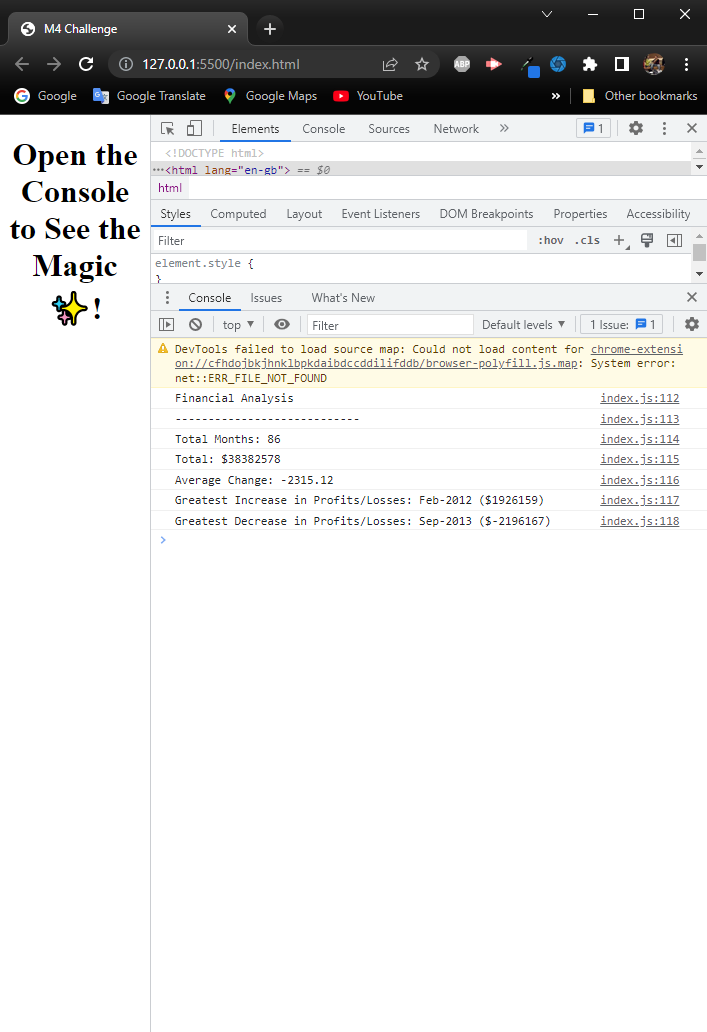 M4 Challenge
127.0.0.1:5500/index.html
ABP
Google Google Translate Google Maps YouTube » Other bookmarks
Open the
Console
to See the
Magic
✨!
Elements Console Sources Network » 1
<!DOCTYPE html>
···<html lang="en-gb"> == $0
html
Styles Computed Layout Event Listeners DOM Breakpoints Properties Accessibility
Filter :hov .cls +
element.style {
}
Console Issues What's New
top ▼ Filter Default levels ▼ 1 Issue: 1
DevTools failed to load source map: Could not load content for chrome-extensi
on://cfhdojbkjhnklbpkdaibdccddilifddb/browser-polyfill.js.map: System error:
net::ERR_FILE_NOT_FOUND
Financial Analysis index.js:112
---------------------------- index.js:113
Total Months: 86 index.js:114
Total: $38382578 index.js:115
Average Change: -2315.12 index.js:116
Greatest Increase in Profits/Losses: Feb-2012 ($1926159) index.js:117
Greatest Decrease in Profits/Losses: Sep-2013 ($-2196167) index.js:118
>